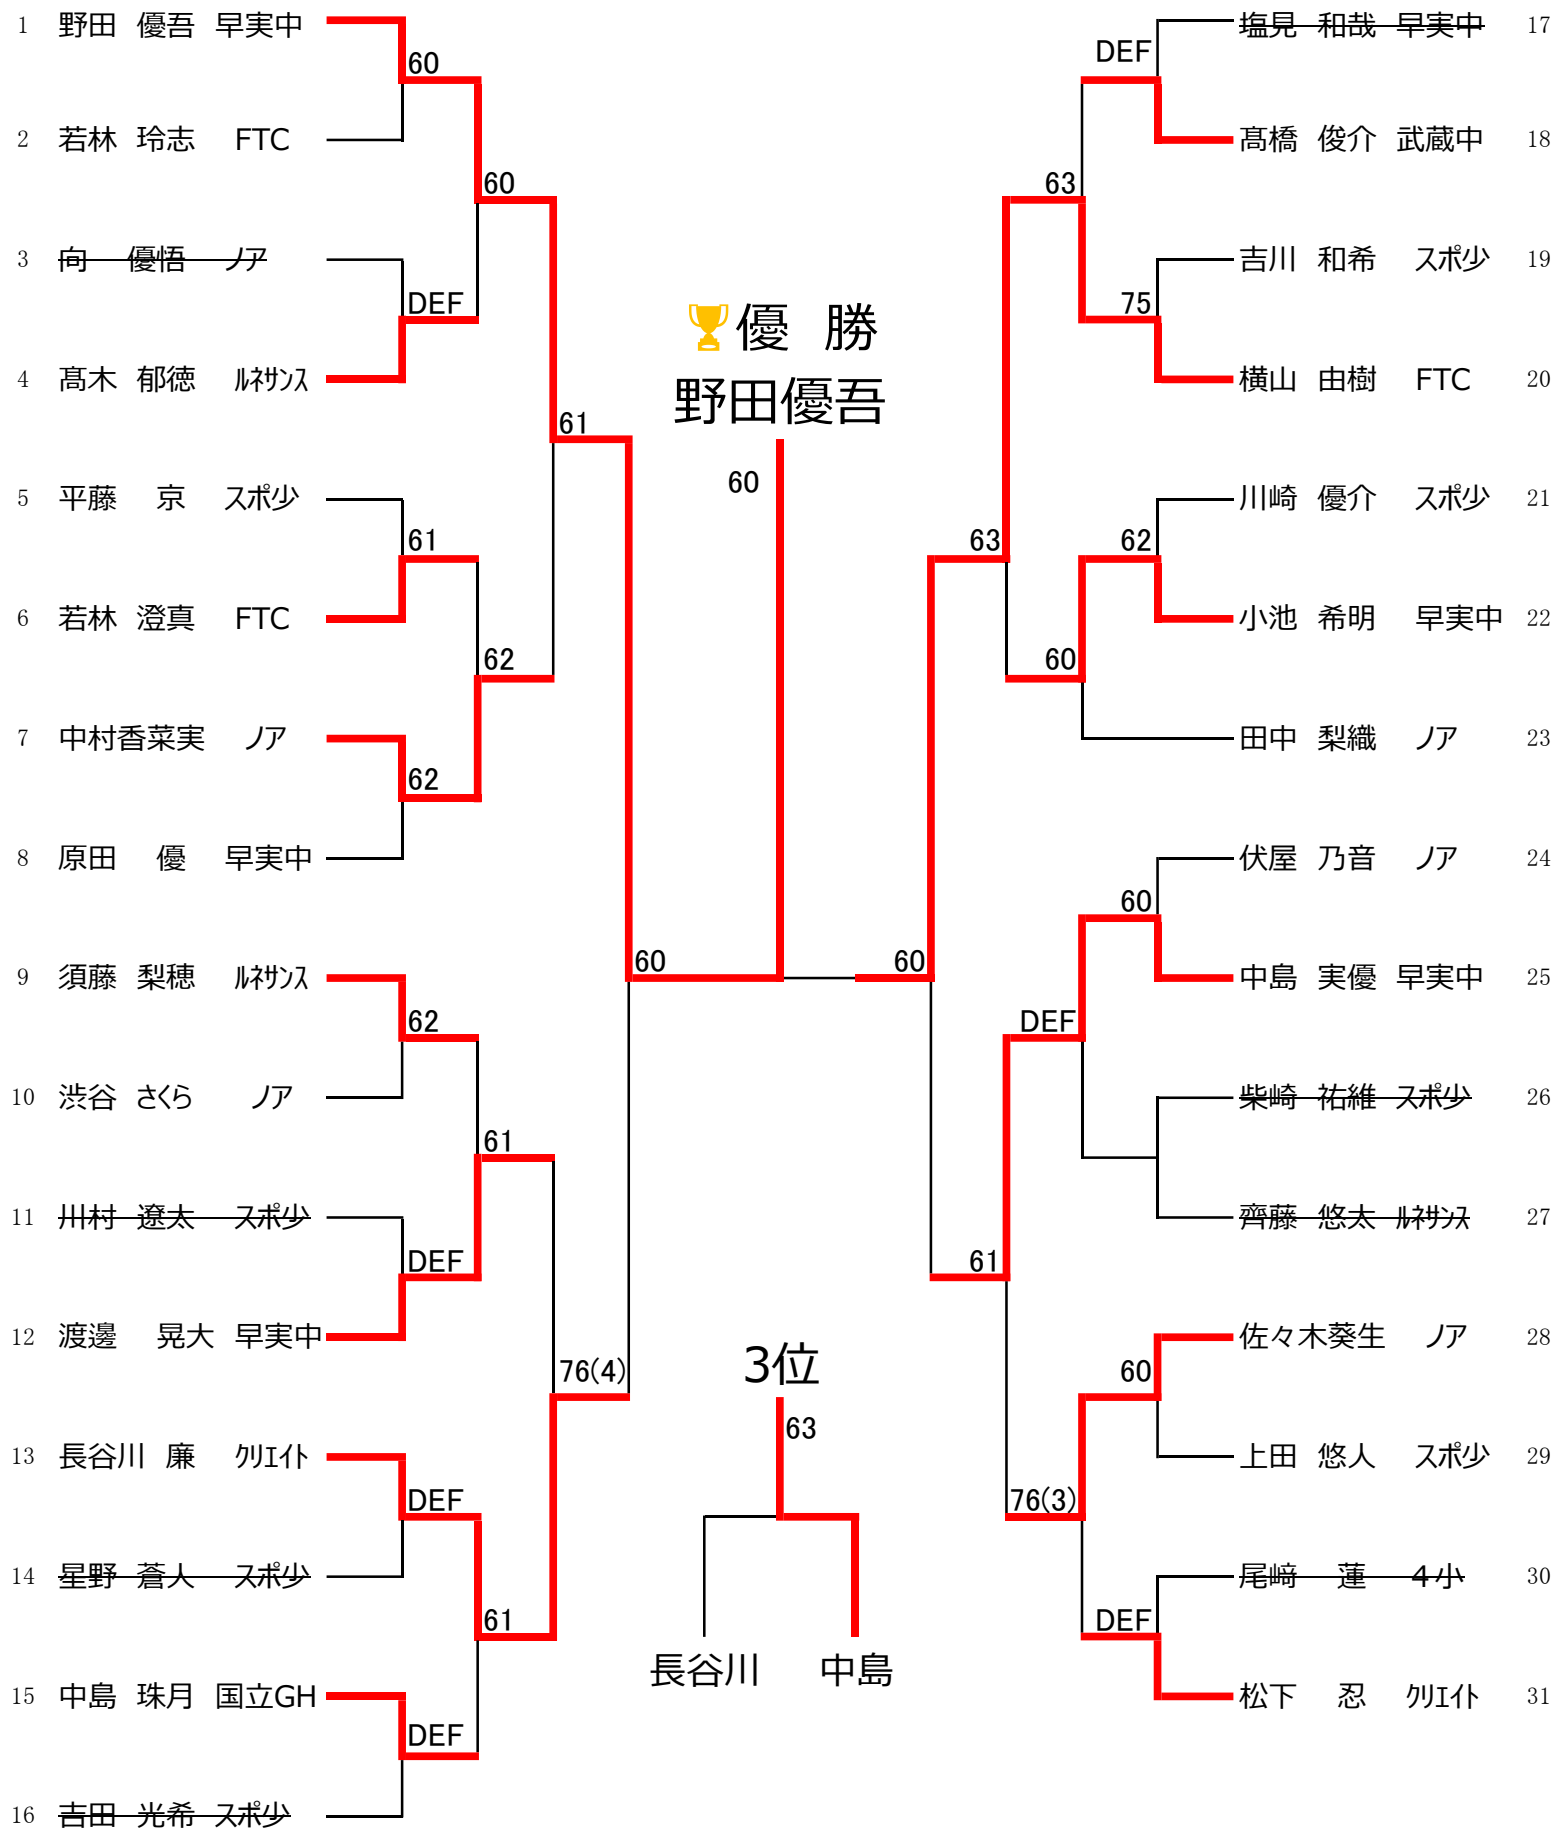 1 野田 優吾 早実中
60
2 若林 玲志 FTC
60
3 向 優悟 ノア
DEF
4 髙木 郁徳 ﾙﾈｻﾝｽ
61
5 平藤 京 スポ少
61
6 若林 澄真 FTC
62
7 中村香菜実 ノア
62
8 原田 優 早実中
60
9 須藤 梨穂 ﾙﾈｻﾝｽ
62
10 渋谷 さくら ノア
61
11 川村 遼太 スポ少
DEF
12 渡邊 晃大 早実中
76(4)
13 長谷川 廉 ｸﾘｴｲﾄ
DEF
14 星野 蒼人 スポ少
61
15 中島 珠月 国立GH
DEF
16 吉田 光希 スポ少
優 勝
野田優吾
60
3位
63
長谷川 中島
塩見 和哉 早実中 17
DEF
髙橋 俊介 武蔵中 18
63
吉川 和希 スポ少 19
75
横山 由樹 FTC 20
63
川崎 優介 スポ少 21
62
小池 希明 早実中 22
60
田中 梨織 ノア 23
伏屋 乃音 ノア 24
60
60
中島 実優 早実中 25
DEF
柴崎 祐維 スポ少 26
齊藤 悠太 ﾙﾈｻﾝｽ 27
61
佐々木葵生 ノア 28
60
上田 悠人 スポ少 29
76(3)
尾﨑 蓮 4小 30
DEF
松下 忍 ｸﾘｴｲﾄ 31